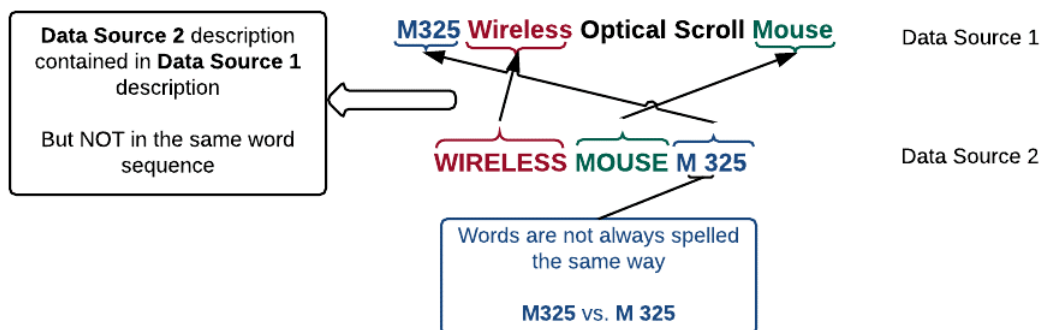 M325 Wireless Optical Scroll Mouse
Data Source 1
Data Source 2 description
contained in Data Source 1
description
But NOT in the same word
sequence
WIRELESS MOUSE M 325
Data Source 2
Words are not always spelled
the same way
M325 vs. M 325